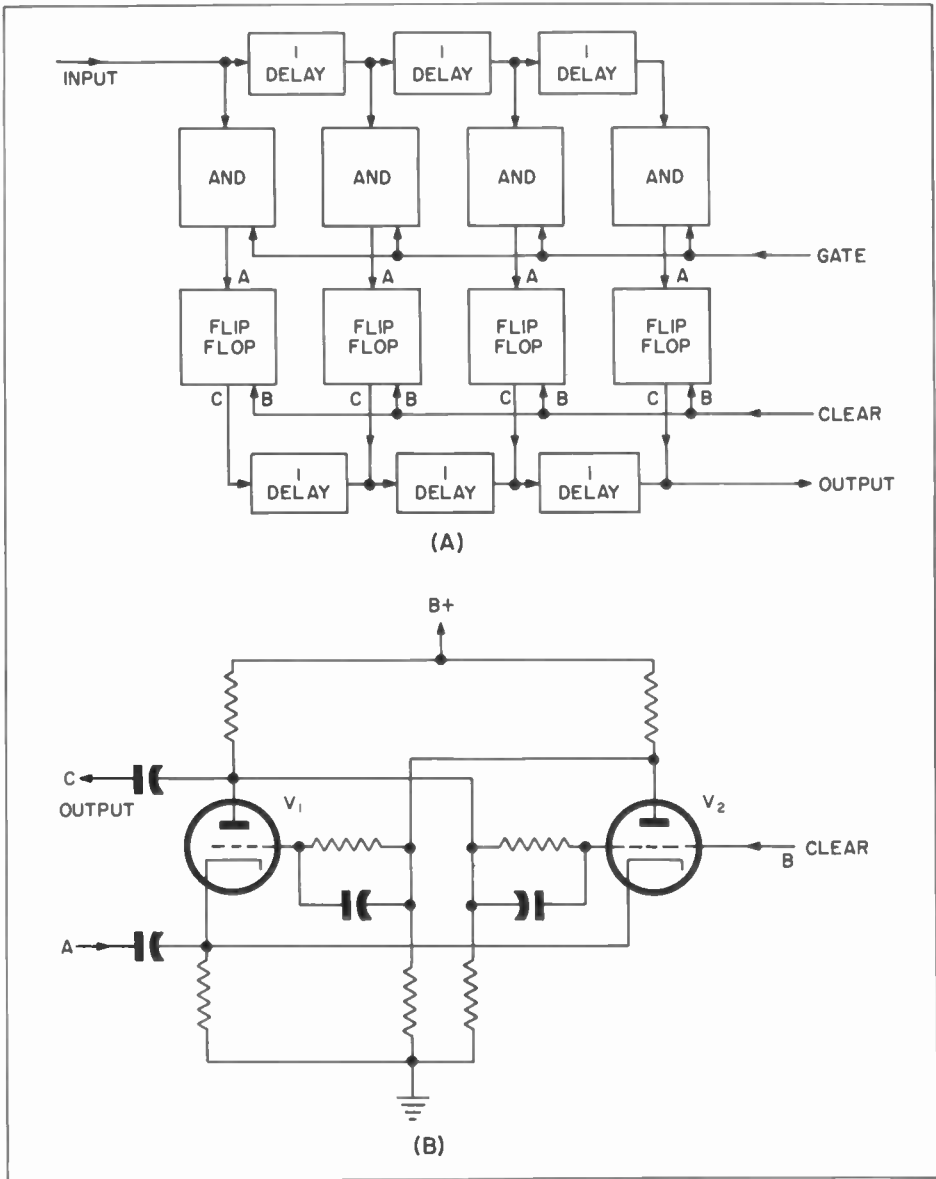 1 DELAY 1 DELAY 1 DELAY
INPUT
AND AND AND AND
GATE
A A A A
FLIP FLOP FLIP FLOP FLIP FLOP FLIP FLOP
C B C B C B C B
CLEAR
1 DELAY 1 DELAY 1 DELAY
OUTPUT
(A)
B+
C
OUTPUT
V1
V2
B CLEAR
A
(B)